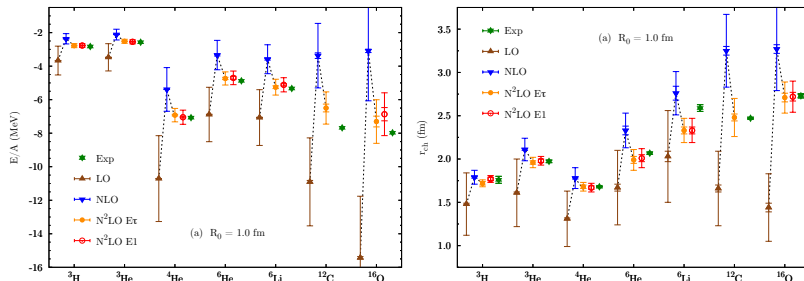 -2
-4
-6
-8
-10
-12
-14
-16
E/A (MeV)
Exp
LO
NLO
N²LO Eτ
N²LO E1
(a) R₀ = 1.0 fm
³H
³He
⁴He
⁶He
⁶Li
¹²C
¹⁶O
3.5
3.0
2.5
2.0
1.5
1.0
r_ch (fm)
(a) R₀ = 1.0 fm
Exp
LO
NLO
N²LO Eτ
N²LO E1
³H
³He
⁴He
⁶He
⁶Li
¹²C
¹⁶O